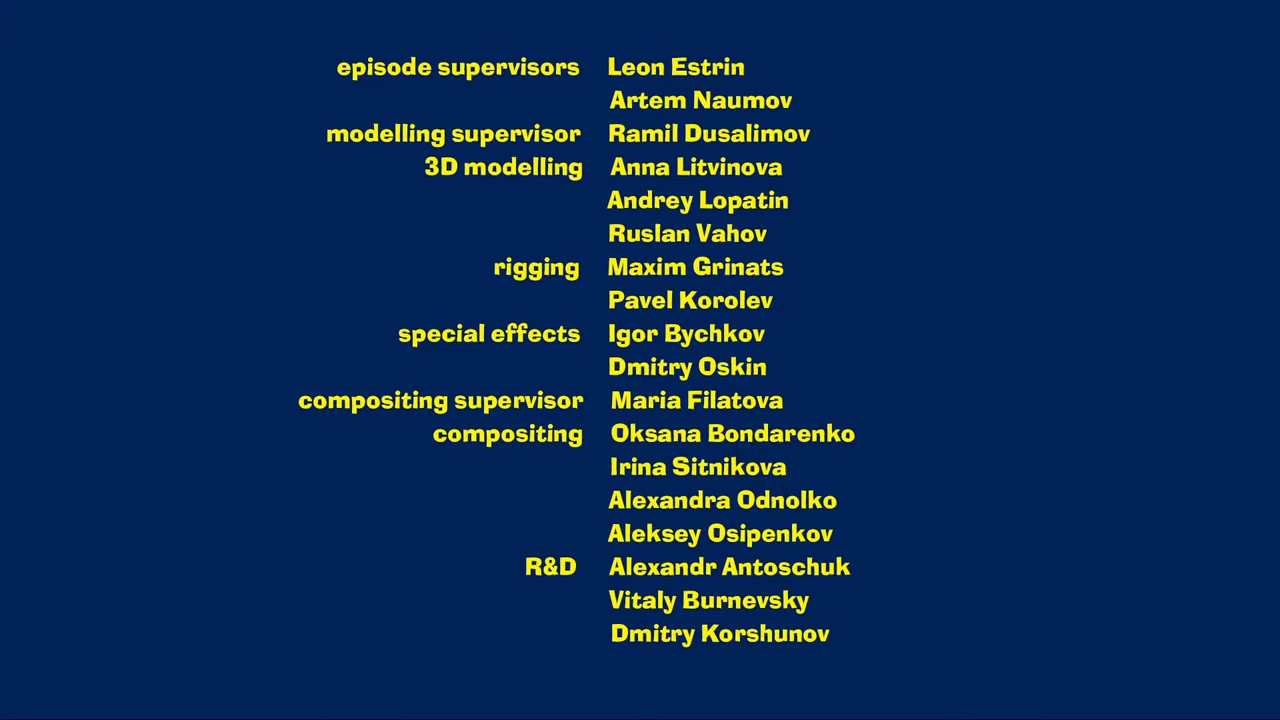 episode supervisors Leon Estrin
Artem Naumov
modelling supervisor Ramil Dusalimov
3D modelling Anna Litvinova
Andrey Lopatin
Ruslan Vahov
rigging Maxim Grinats
Pavel Korolev
special effects Igor Bychkov
Dmitry Oskin
compositing supervisor Maria Filatova
compositing Oksana Bondarenko
Irina Sitnikova
Alexandra Odnolko
Aleksey Osipenkov
R&D Alexandr Antoschuk
Vitaly Burnevsky
Dmitry Korshunov